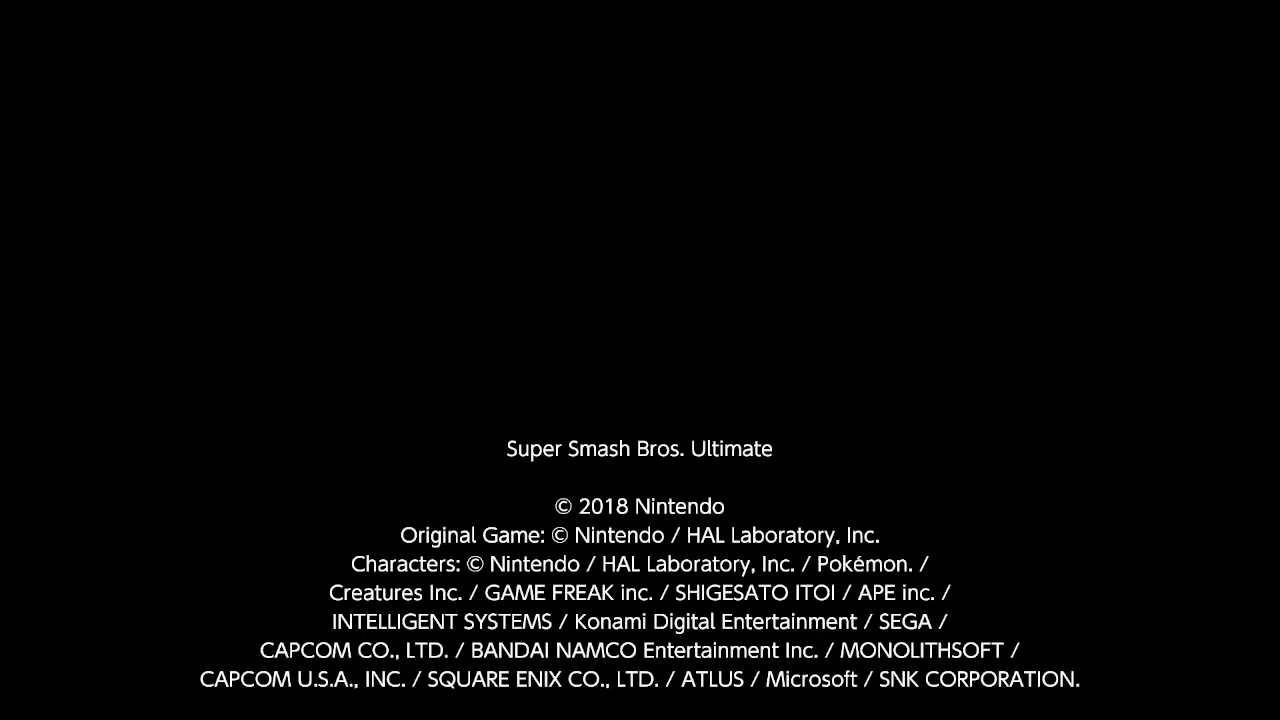 Super Smash Bros. Ultimate
© 2018 Nintendo
Original Game: © Nintendo / HAL Laboratory, Inc.
Characters: © Nintendo / HAL Laboratory, Inc. / Pokémon. /
Creatures Inc. / GAME FREAK inc. / SHIGESATO ITOI / APE inc. /
INTELLIGENT SYSTEMS / Konami Digital Entertainment / SEGA /
CAPCOM CO., LTD. / BANDAI NAMCO Entertainment Inc. / MONOLITHSOFT /
CAPCOM U.S.A., INC. / SQUARE ENIX CO., LTD. / ATLUS / Microsoft / SNK CORPORATION.